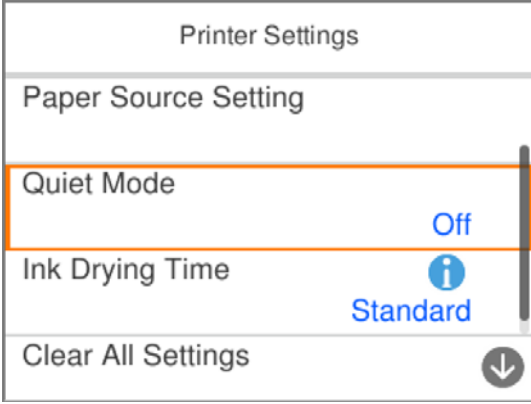 Printer Settings
Paper Source Setting
Quiet Mode
Off
Ink Drying Time
Standard
Clear All Settings